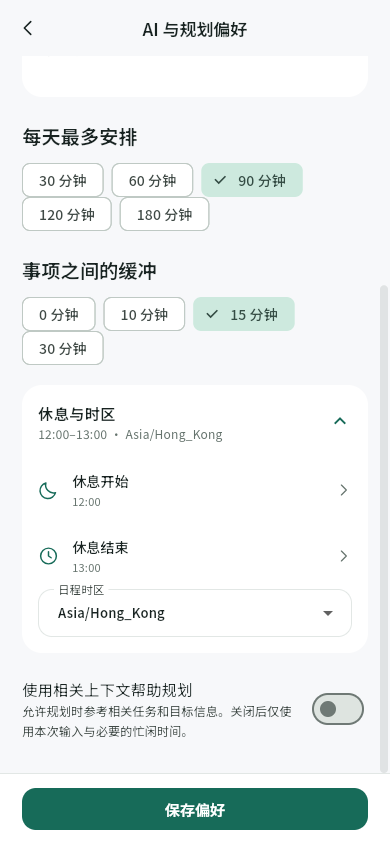 AI 与规划偏好
每天最多安排
30 分钟
60 分钟
90 分钟
120 分钟
180 分钟
事项之间的缓冲
0 分钟
10 分钟
15 分钟
30 分钟
休息与时区
12:00–13:00 · Asia/Hong_Kong
休息开始
12:00
休息结束
13:00
日程时区
Asia/Hong_Kong
使用相关上下文帮助规划
允许规划时参考相关任务和目标信息。关闭后仅使
用本次输入与必要的忙闲时间。
保存偏好